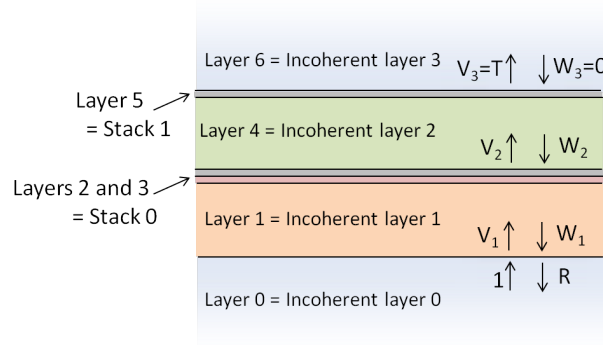 Layer 6 = Incoherent layer 3
V₃=T↑ ↓W₃=0
Layer 5
= Stack 1
Layer 4 = Incoherent layer 2
V₂↑ ↓ W₂
Layers 2 and 3
= Stack 0
Layer 1 = Incoherent layer 1
V₁↑ ↓ W₁
1↑ ↓ R
Layer 0 = Incoherent layer 0